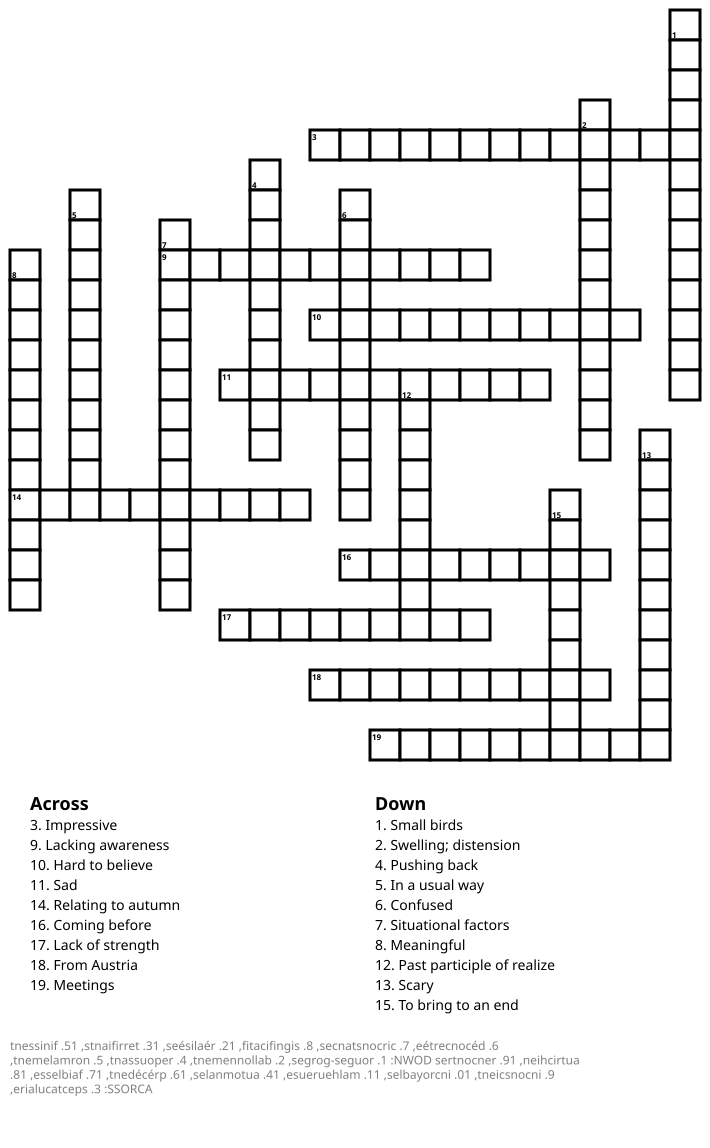 1
2
3
4
5
6
7
8
9
10
11
12
13
14
15
16
17
18
19
Across
3. Impressive
9. Lacking awareness
10. Hard to believe
11. Sad
14. Relating to autumn
16. Coming before
17. Lack of strength
18. From Austria
19. Meetings
Down
1. Small birds
2. Swelling; distension
4. Pushing back
5. In a usual way
6. Confused
7. Situational factors
8. Meaningful
12. Past participle of realize
13. Scary
15. To bring to an end
tnessinif .51 ,stnaifirret .31 ,seésilaér .21 ,fitacifingis .8 ,secnatsnocric .7 ,eétrecnocéd .6
,tnemelamron .5 ,tnassuoper .4 ,tnemennollab .2 ,segrog-seguor .1 :NWOD sertnocner .91 ,neihcirtua
.81 ,esselbiaf .71 ,tnedécérp .61 ,selanmotua .41 ,esueruehlam .11 ,selbayorcni .01 ,tneicsnocni .9
,erialucatceps .3 :SSORCA